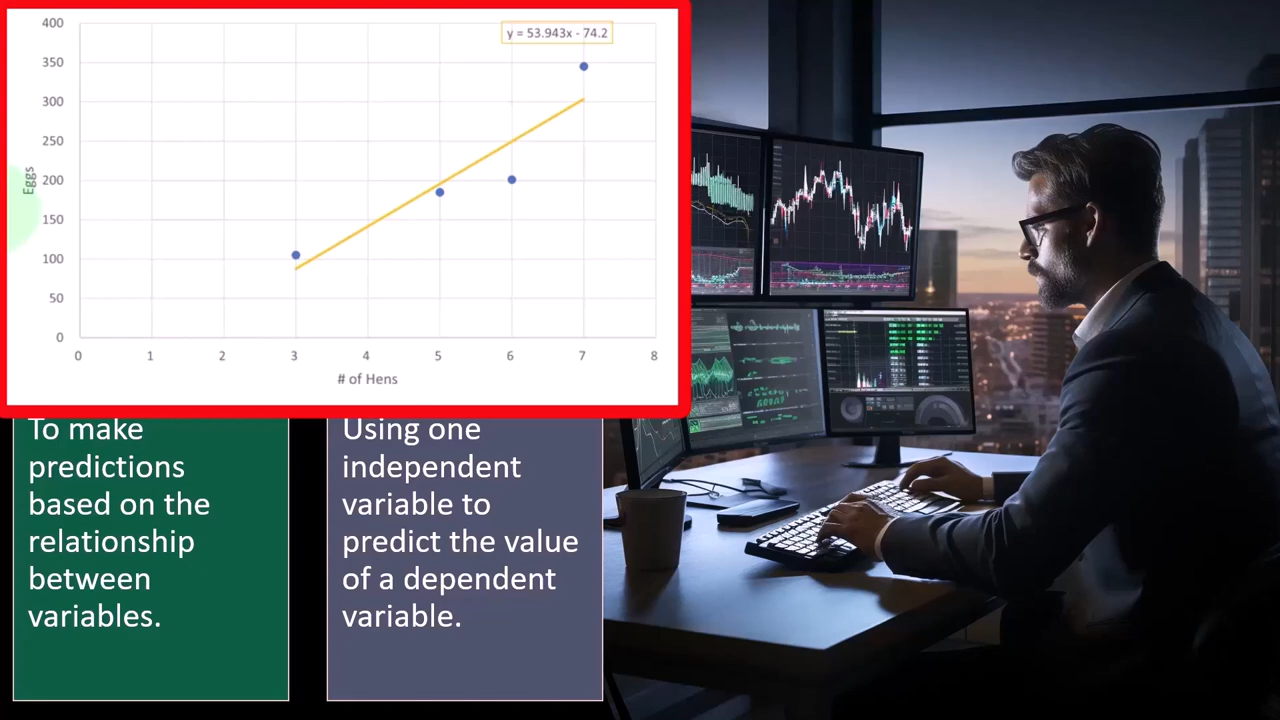 400
y = 53.943x - 74.2
350
300
250
200
150
100
50
0
Eggs
0 1 2 3 4 5 6 7 8
# of Hens
To make
predictions
based on the
relationship
between
variables.
Using one
independent
variable to
predict the value
of a dependent
variable.